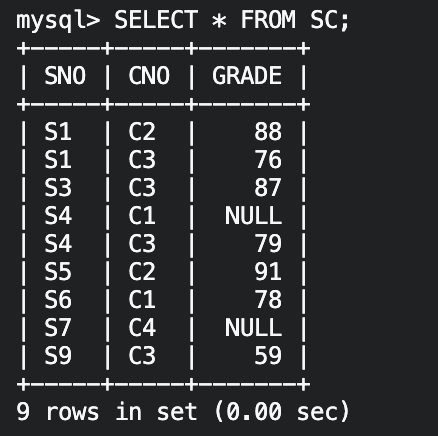 mysql> SELECT * FROM SC;
+-----+-----+-------+
| SNO | CNO | GRADE |
+-----+-----+-------+
| S1  | C2  |    88 |
| S1  | C3  |    76 |
| S3  | C3  |    87 |
| S4  | C1  |  NULL |
| S4  | C3  |    79 |
| S5  | C2  |    91 |
| S6  | C1  |    78 |
| S7  | C4  |  NULL |
| S9  | C3  |    59 |
+-----+-----+-------+
9 rows in set (0.00 sec)